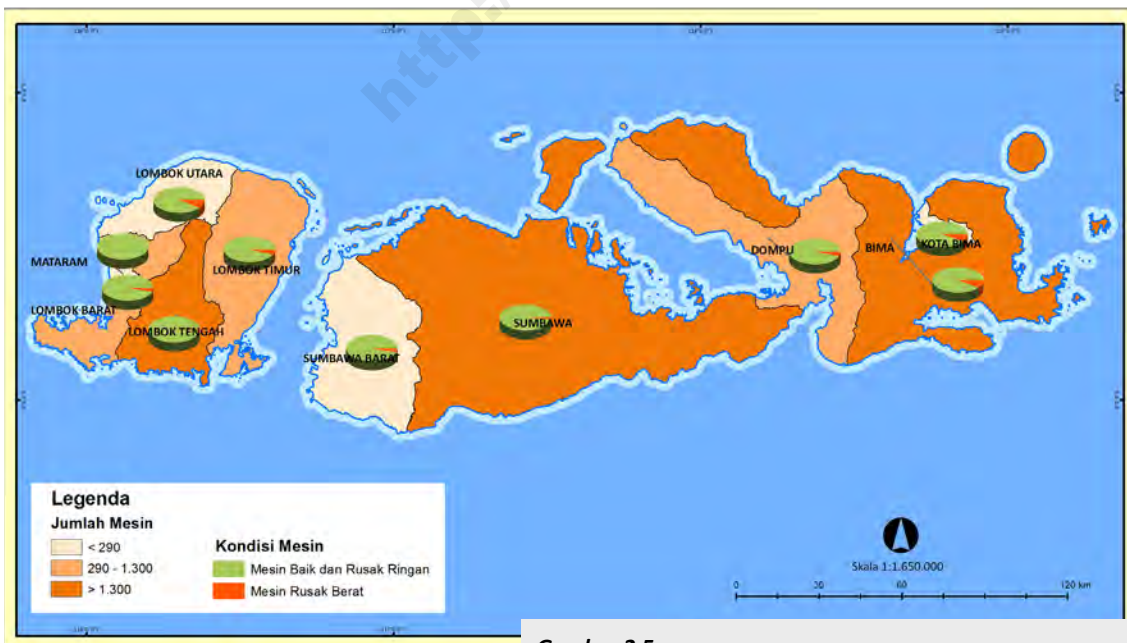 http:/
LOMBOK UTARA
MATARAM
LOMBOK TIMUR
LOMBOK BARAT
LOMBOK TENGAH
SUMBAWA BARAT
SUMBAWA
DOMPU
BIMA
KOTA BIMA
Legenda
Jumlah Mesin
< 290
290 - 1.300
> 1.300
Kondisi Mesin
Mesin Baik dan Rusak Ringan
Mesin Rusak Berat
Skala 1:1.650.000
0 30 60 120 km